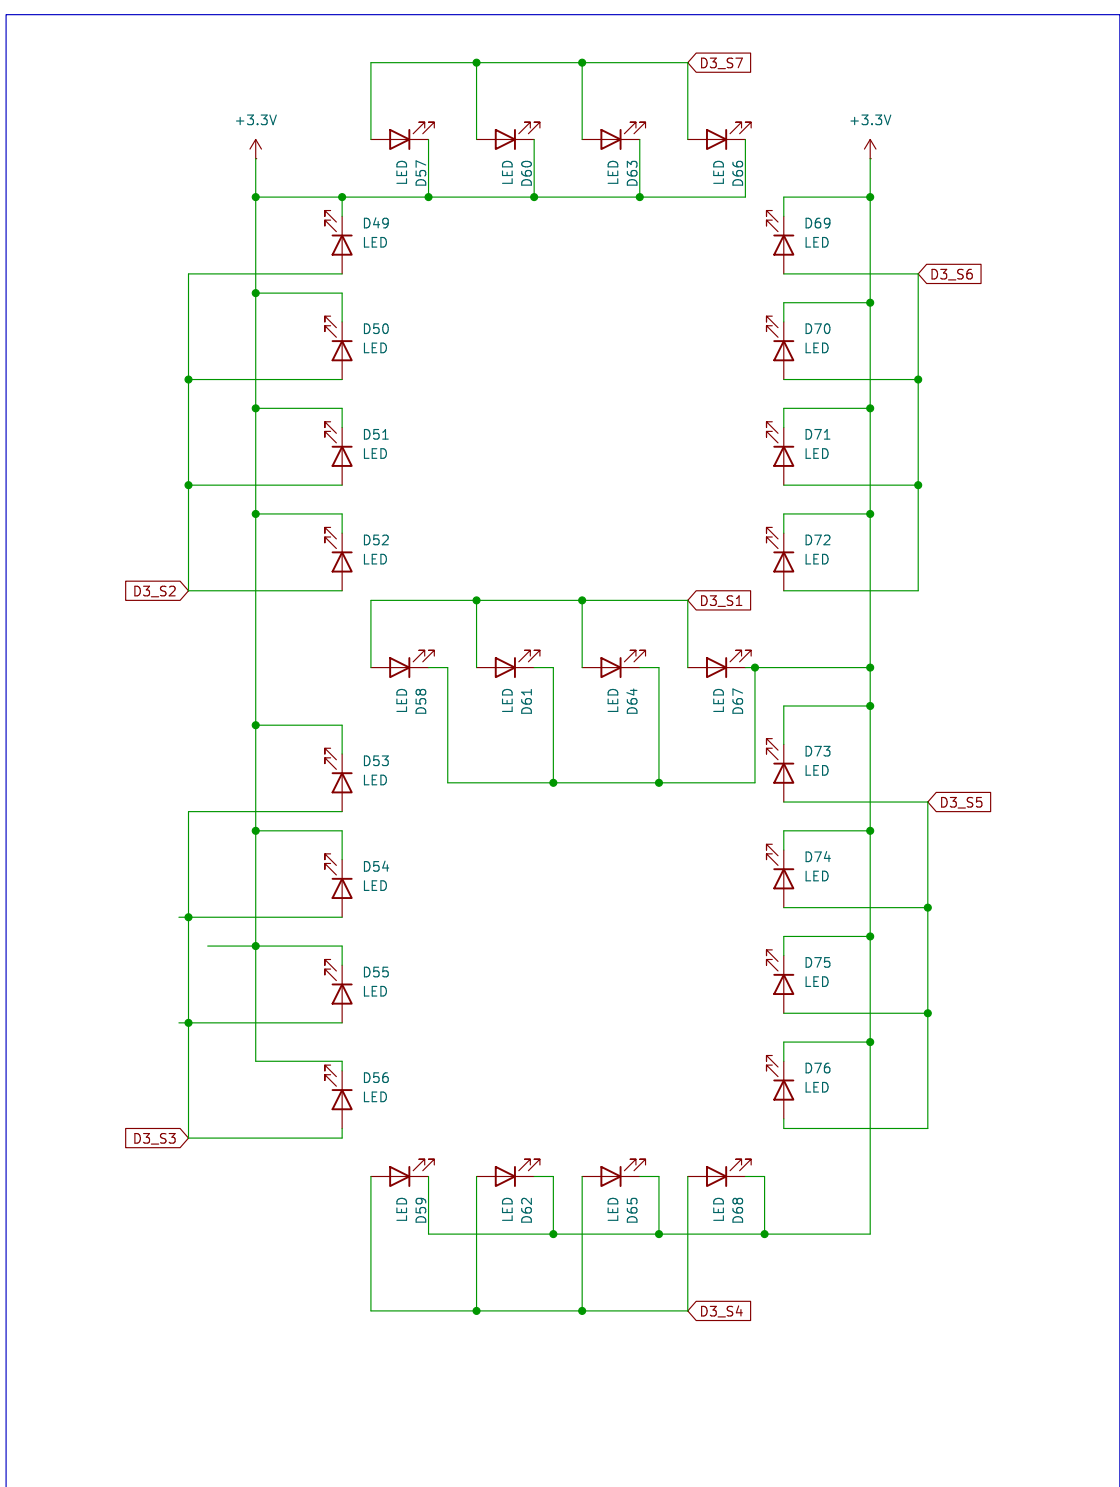 D3_S7
+3.3V
+3.3V
LED
D57
LED
D60
LED
D63
LED
D66
D49
LED
D69
LED
D3_S6
D50
LED
D70
LED
D51
LED
D71
LED
D52
LED
D72
LED
D3_S2
D3_S1
LED
D58
LED
D61
LED
D64
LED
D67
D53
LED
D73
LED
D3_S5
D54
LED
D74
LED
D55
LED
D75
LED
D56
LED
D76
LED
D3_S3
LED
D59
LED
D62
LED
D65
LED
D68
D3_S4